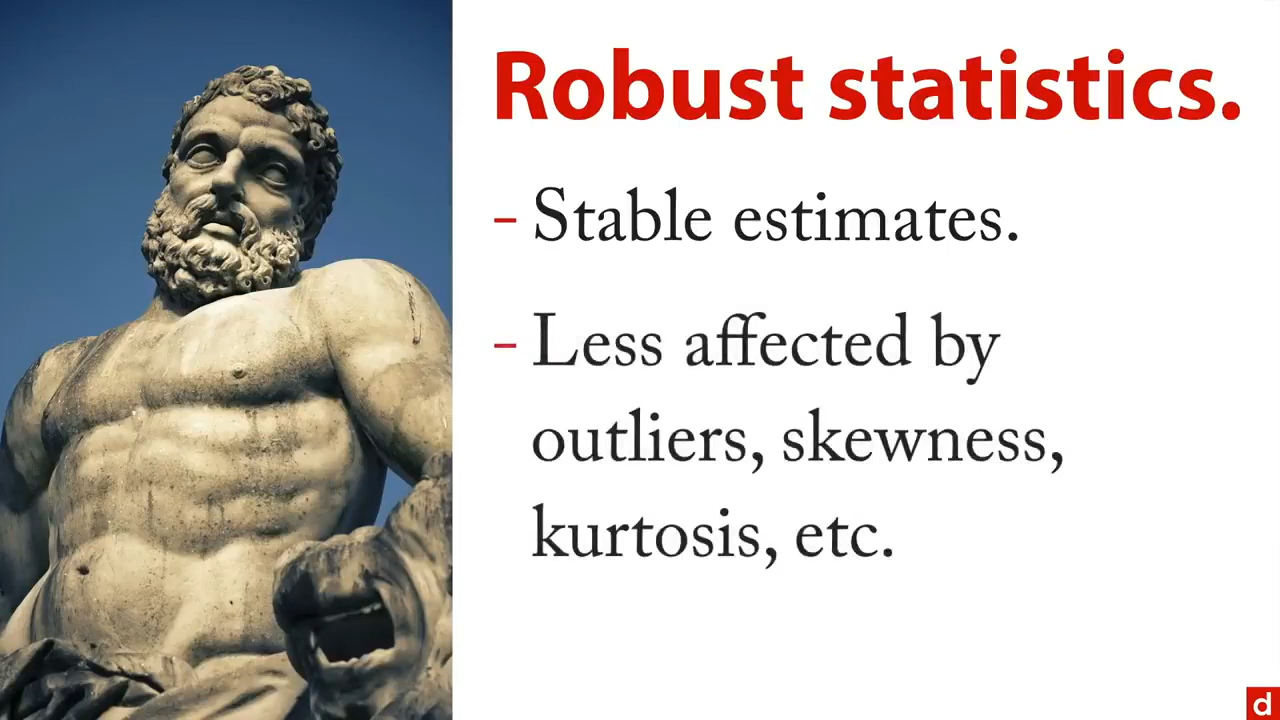 Robust statistics.
- Stable estimates.
- Less affected by
outliers, skewness,
kurtosis, etc.
d